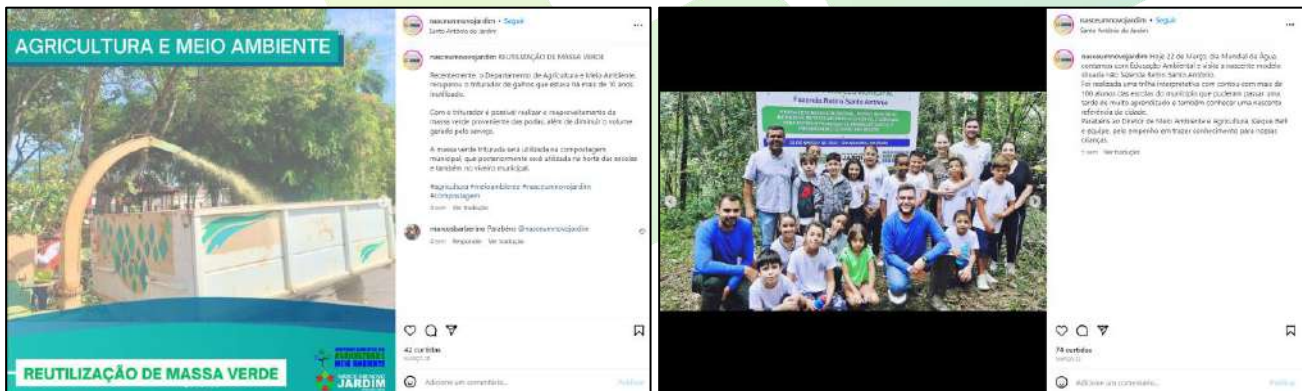 AGRICULTURA E MEIO AMBIENTE
REUTILIZAÇÃO DE MASSA VERDE
JARDIM
nasceumnovojardim • Seguir
Santo Antônio do Jardim
nasceumnovojardim REUTILIZAÇÃO DE MASSA VERDE
Recentemente, o Departamento de Agricultura e Meio Ambiente,
recuperou o triturador de galhos que estava há mais de 10 anos
inutilizado.
Com o triturador é possível realizar o reaproveitamento da
massa verde proveniente das podas, além de diminuir o volume
gerado pelo serviço.
A massa verde triturada será utilizada na compostagem
municipal, que posteriormente será utilizada na horta das escolas
e também no viveiro municipal.
#agricultura #meioambiente #nasceumnovojardim
#compostagem
Ver tradução
marcosbarberino Parabéns @nasceumnovojardim
Responder Ver tradução
42 curtidas
Adicione um comentário...
Publicar
Fazenda Retiro Santo Antônio
nasceumnovojardim • Seguir
Santo Antônio do Jardim
nasceumnovojardim Hoje 22 de Março, dia Mundial da Água,
contamos com Educação Ambiental e visita a nascente modelo
situada não Fazenda Retiro Santo Antônio.
Foi realizada uma trilha interpretativa com contou com mais de
100 alunos das escolas do município que puderam passar uma
tarde de muito aprendizado e também conhecer uma nascente
referência da cidade.
Parabéns ao Diretor de Meio Ambiente e Agricultura,
e equipe, pelo empenho em trazer conhecimento para nossas
crianças.
Ver tradução
74 curtidas
Adicione um comentário...
Publicar